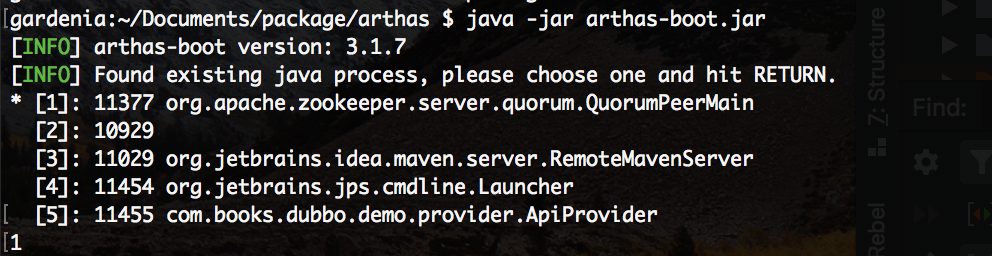 gardenia:~/Documents/package/arthas $ java -jar arthas-boot.jar
[INFO] arthas-boot version: 3.1.7
[INFO] Found existing java process, please choose one and hit RETURN.
* [1]: 11377 org.apache.zookeeper.server.quorum.QuorumPeerMain
[2]: 10929
[3]: 11029 org.jetbrains.idea.maven.server.RemoteMavenServer
[4]: 11454 org.jetbrains.jps.cmdline.Launcher
[5]: 11455 com.books.dubbo.demo.provider.ApiProvider
1
Z: Structure
Rebel
Find: